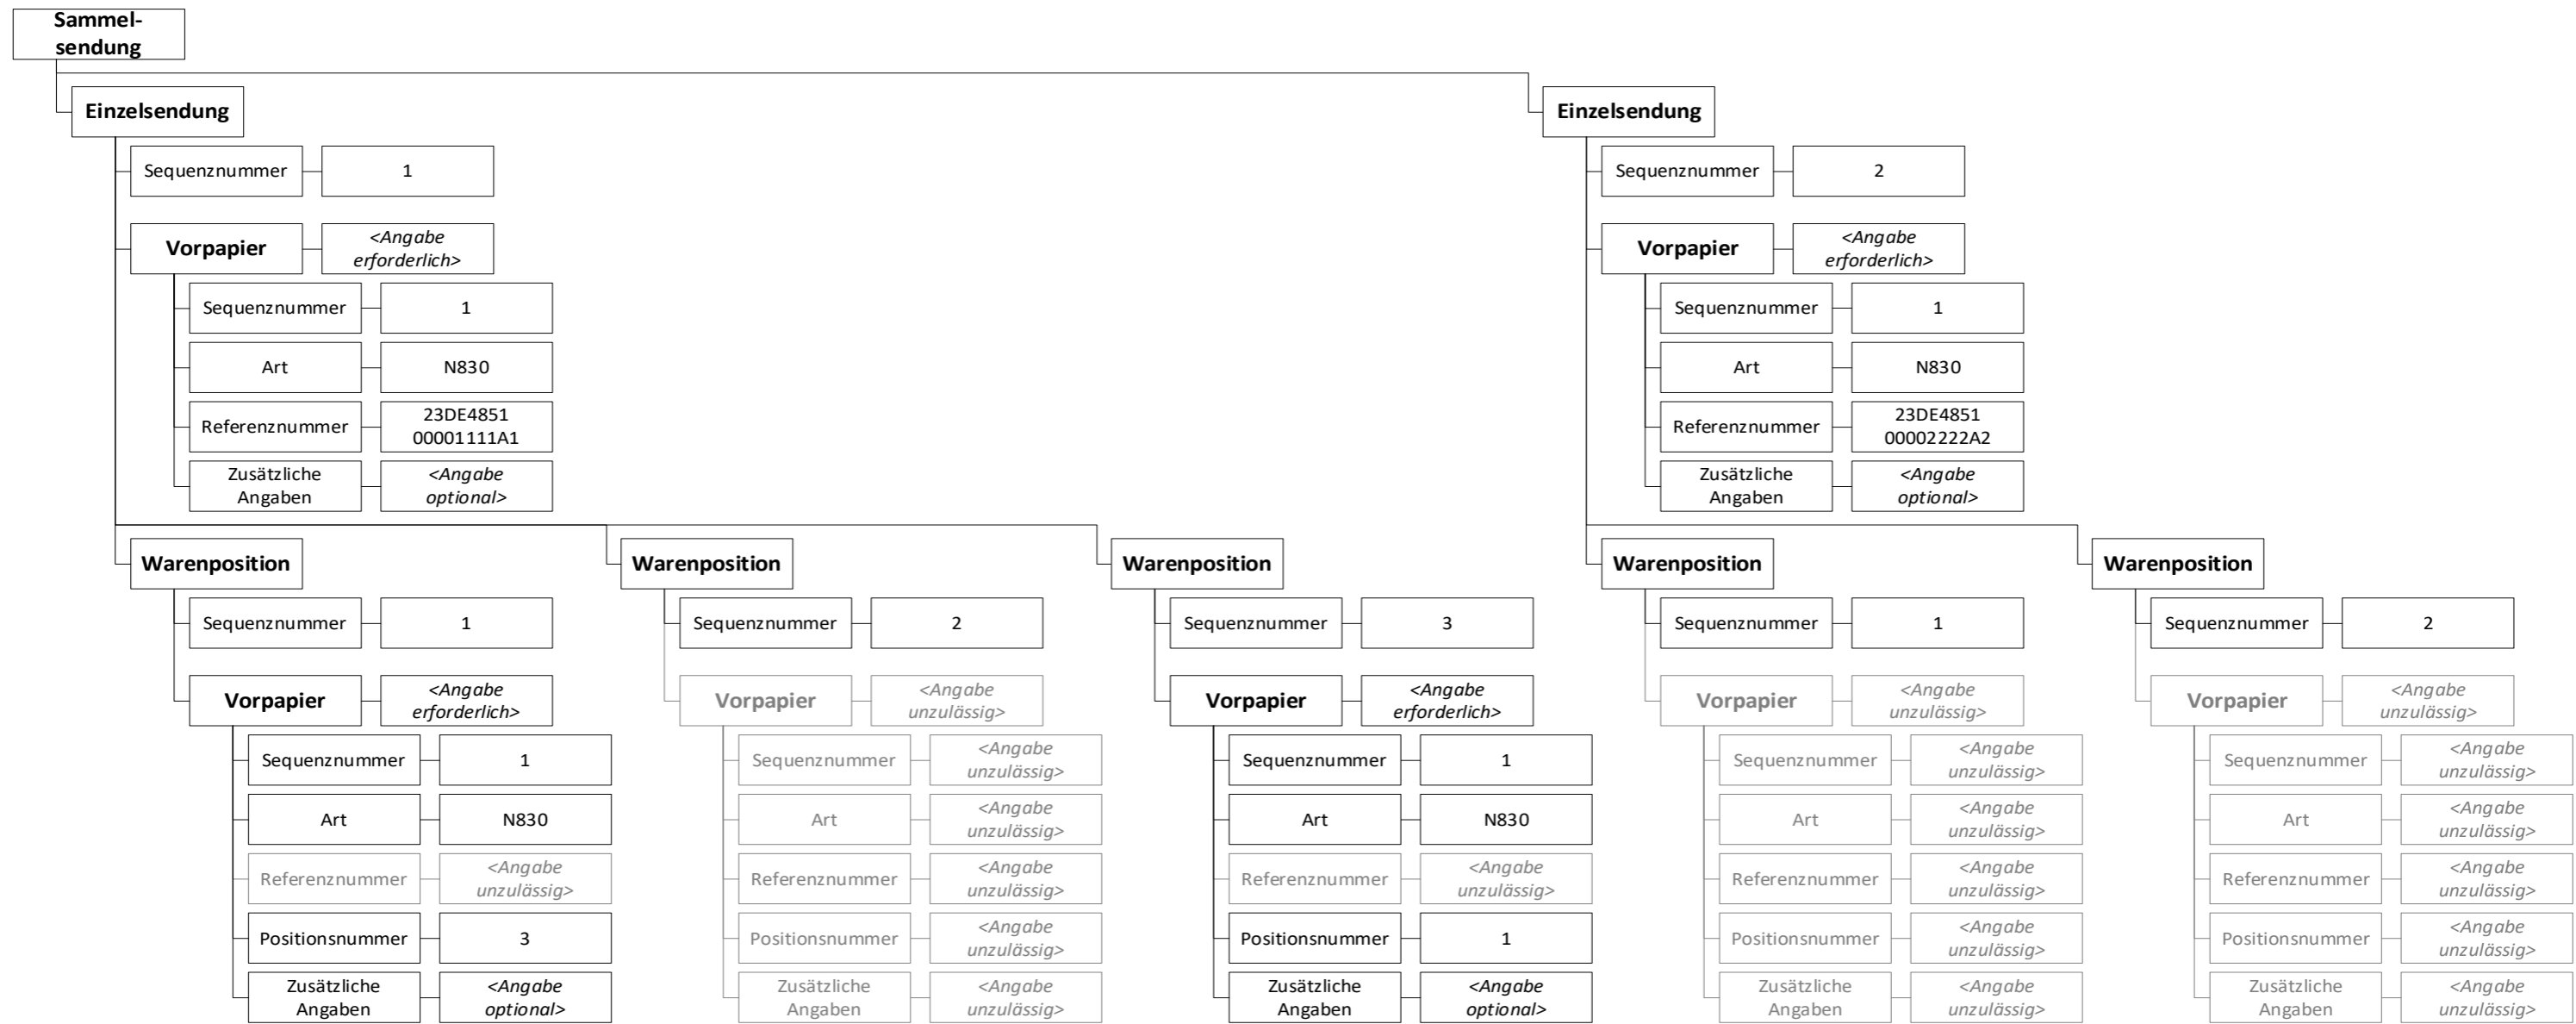 Sammel-
sendung
Einzelsendung
Sequenznummer
1
Vorpapier
<Angabe
erforderlich>
Sequenznummer
1
Art
N830
Referenznummer
23DE4851
00001111A1
Zusätzliche
Angaben
<Angabe
optional>
Warenposition
Sequenznummer
1
Vorpapier
<Angabe
erforderlich>
Sequenznummer
1
Art
N830
Referenznummer
<Angabe
unzulässig>
Positionsnummer
3
Zusätzliche
Angaben
<Angabe
optional>
Warenposition
Sequenznummer
2
Vorpapier
<Angabe
unzulässig>
Sequenznummer
<Angabe
unzulässig>
Art
<Angabe
unzulässig>
Referenznummer
<Angabe
unzulässig>
Positionsnummer
<Angabe
unzulässig>
Zusätzliche
Angaben
<Angabe
unzulässig>
Warenposition
Sequenznummer
3
Vorpapier
<Angabe
erforderlich>
Sequenznummer
1
Art
N830
Referenznummer
<Angabe
unzulässig>
Positionsnummer
1
Zusätzliche
Angaben
<Angabe
optional>
Einzelsendung
Sequenznummer
2
Vorpapier
<Angabe
erforderlich>
Sequenznummer
1
Art
N830
Referenznummer
23DE4851
00002222A2
Zusätzliche
Angaben
<Angabe
optional>
Warenposition
Sequenznummer
1
Vorpapier
<Angabe
unzulässig>
Sequenznummer
<Angabe
unzulässig>
Art
<Angabe
unzulässig>
Referenznummer
<Angabe
unzulässig>
Positionsnummer
<Angabe
unzulässig>
Zusätzliche
Angaben
<Angabe
unzulässig>
Warenposition
Sequenznummer
2
Vorpapier
<Angabe
unzulässig>
Sequenznummer
<Angabe
unzulässig>
Art
<Angabe
unzulässig>
Referenznummer
<Angabe
unzulässig>
Positionsnummer
<Angabe
unzulässig>
Zusätzliche
Angaben
<Angabe
unzulässig>